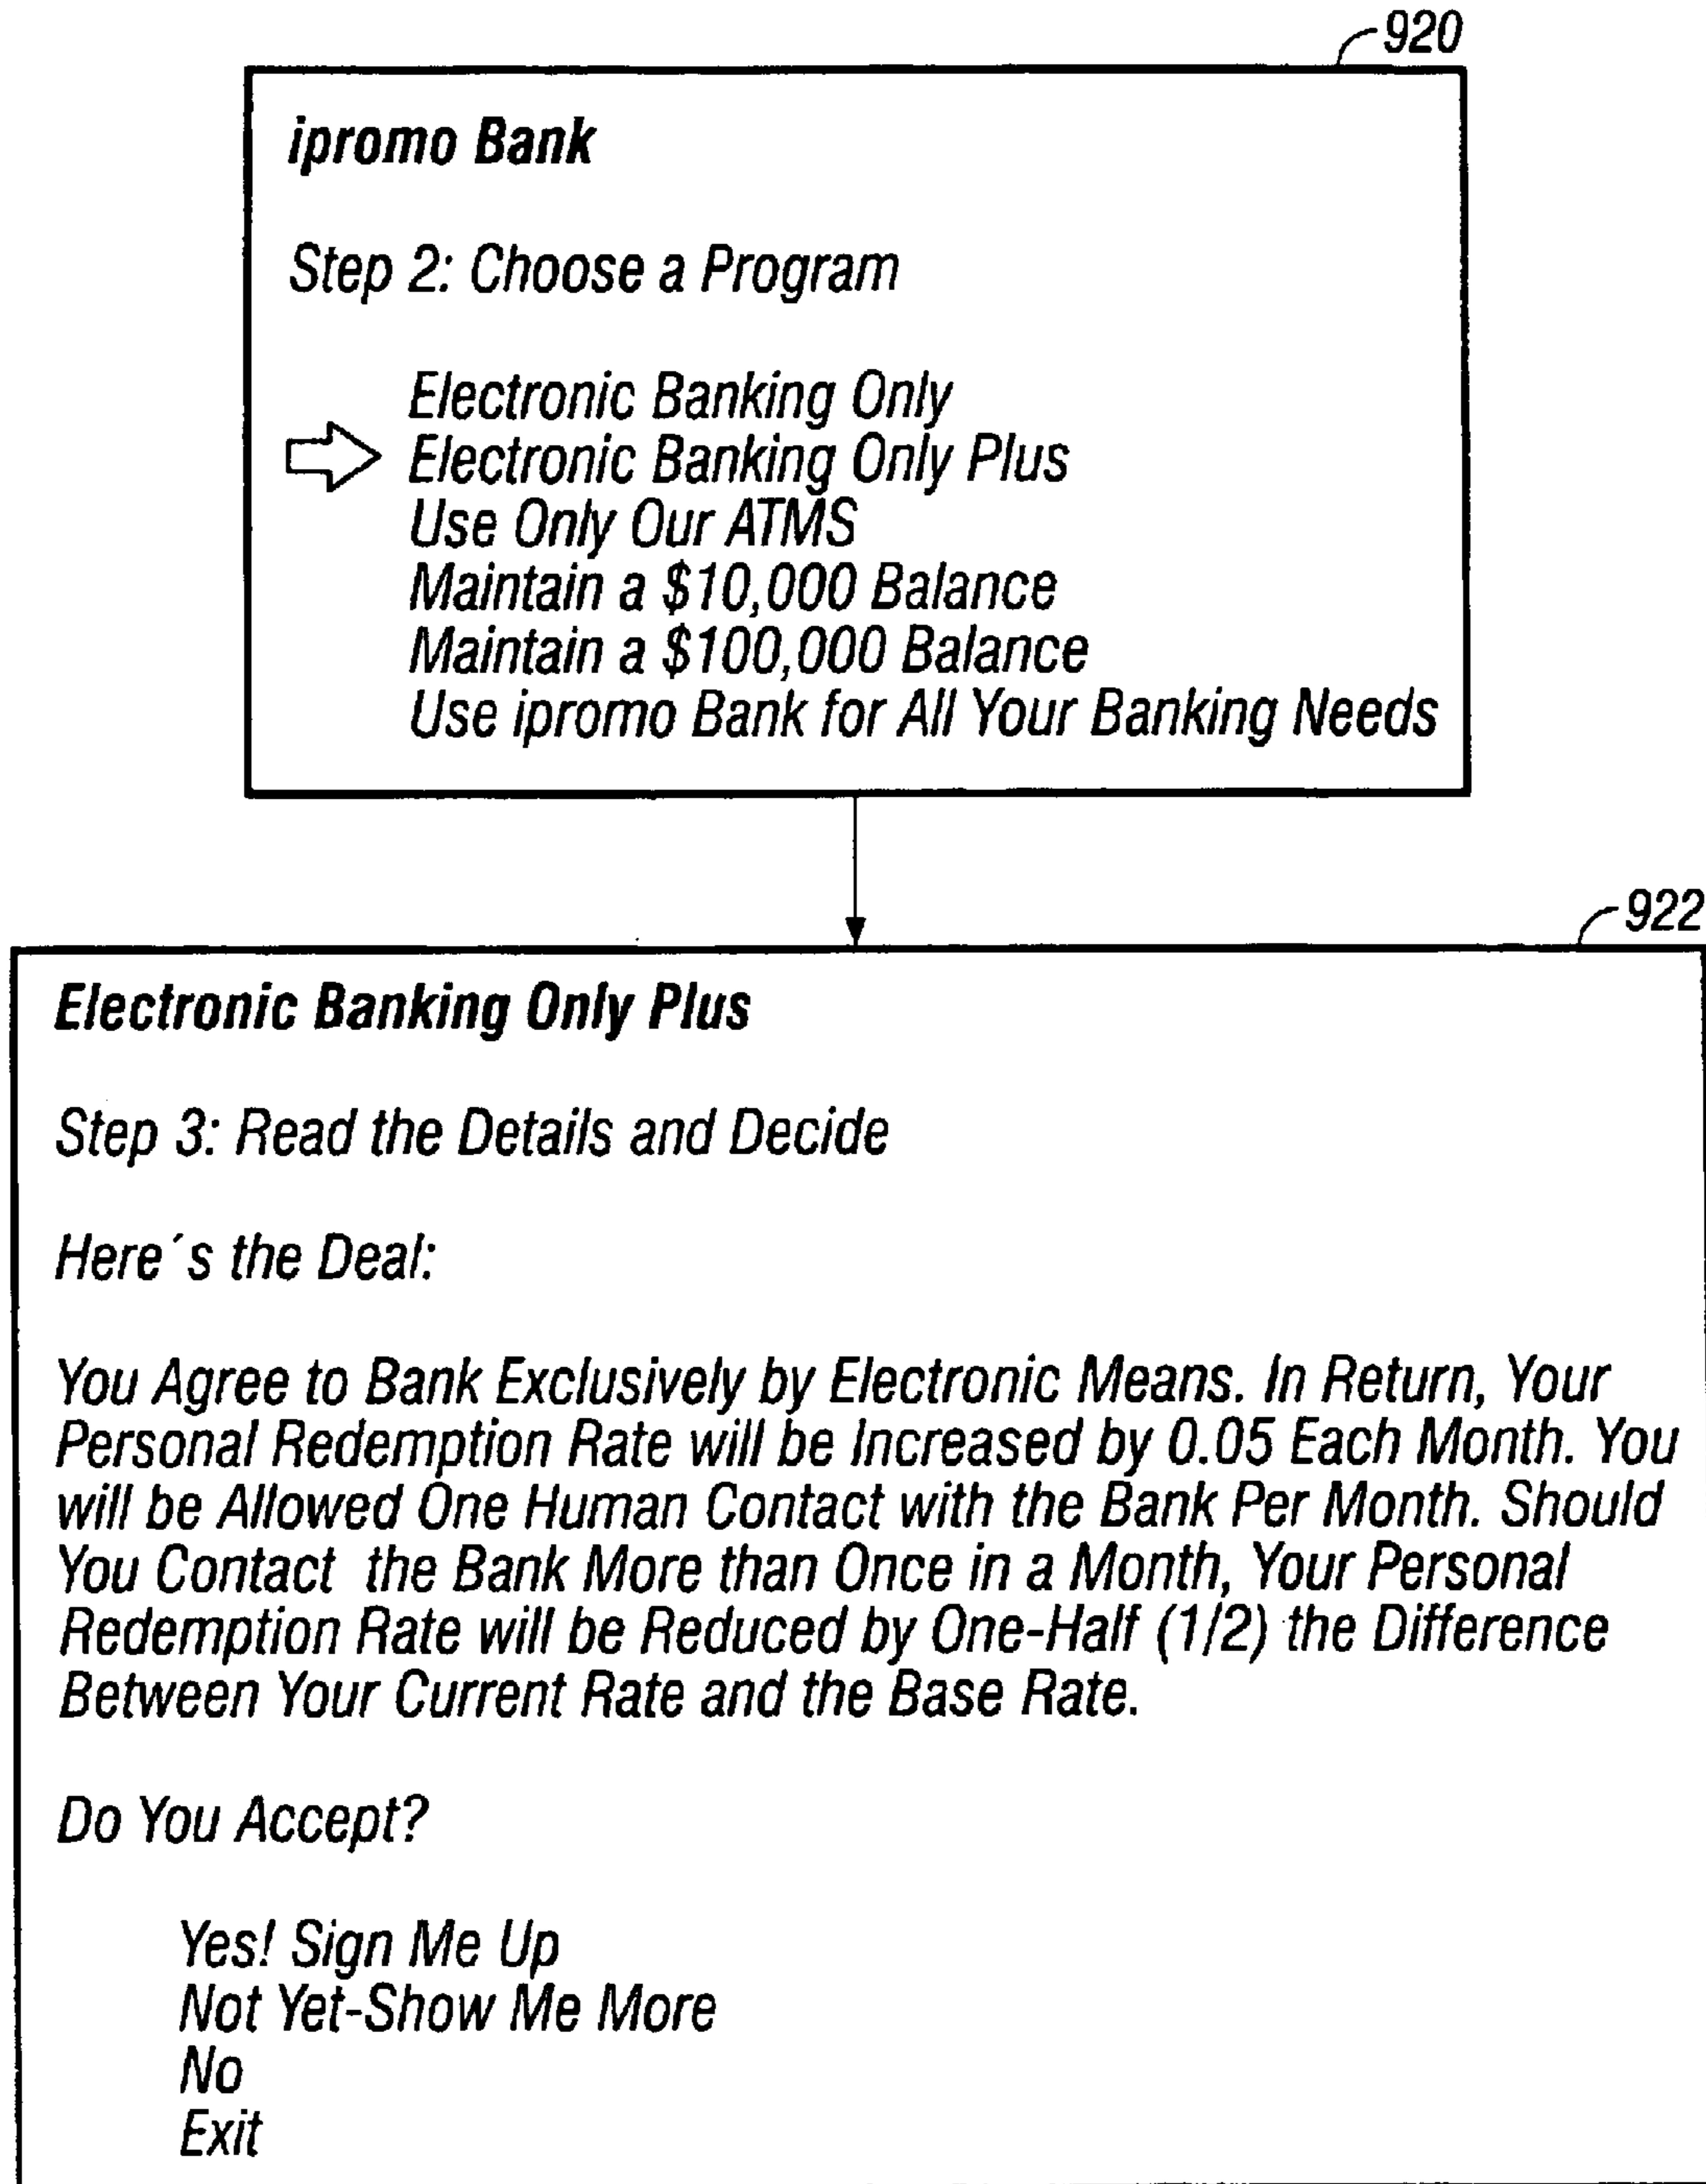 920
ipromo Bank
Step 2: Choose a Program
Electronic Banking Only
Electronic Banking Only Plus
Use Only Our ATMS
Maintain a $10,000 Balance
Maintain a $100,000 Balance
Use ipromo Bank for All Your Banking Needs
922
Electronic Banking Only Plus
Step 3: Read the Details and Decide
Here´s the Deal:
You Agree to Bank Exclusively by Electronic Means. In Return, Your
Personal Redemption Rate will be Increased by 0.05 Each Month. You
will be Allowed One Human Contact with the Bank Per Month. Should
You Contact the Bank More than Once in a Month, Your Personal
Redemption Rate will be Reduced by One-Half (1/2) the Difference
Between Your Current Rate and the Base Rate.
Do You Accept?
Yes! Sign Me Up
Not Yet-Show Me More
No
Exit